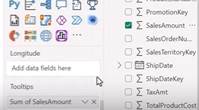 PromotionKey
SalesAmount
SalesOrderNu...
SalesTerritoryKey
ShipDate
ShipDateKey
TaxAmt
TotalProductCost
Longitude
Add data fields here
Tooltips
Sum of SalesAmount